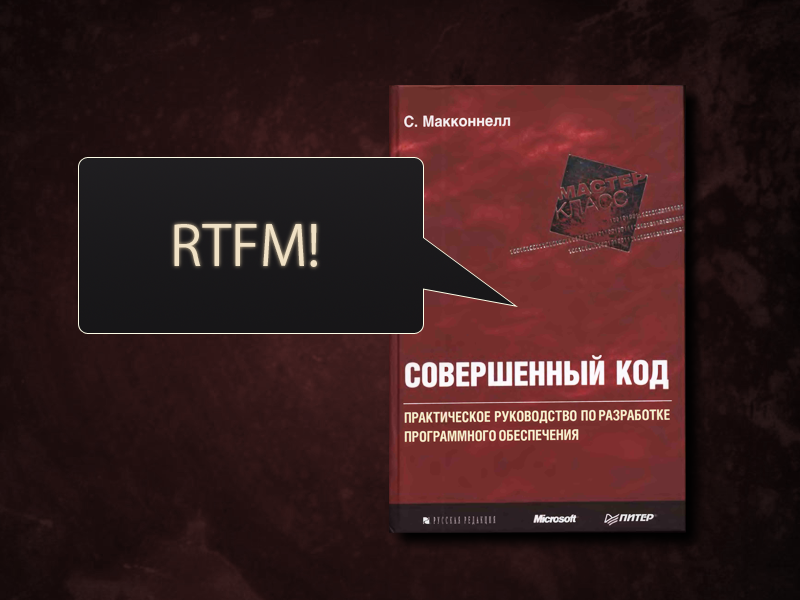 С. Макконнелл
МАСТЕР
КЛАСС
RTFM!
СОВЕРШЕННЫЙ КОД
ПРАКТИЧЕСКОЕ РУКОВОДСТВО ПО РАЗРАБОТКЕ
ПРОГРАММНОГО ОБЕСПЕЧЕНИЯ
РУССКАЯ РЕДАКЦИЯ Microsoft ПИТЕР